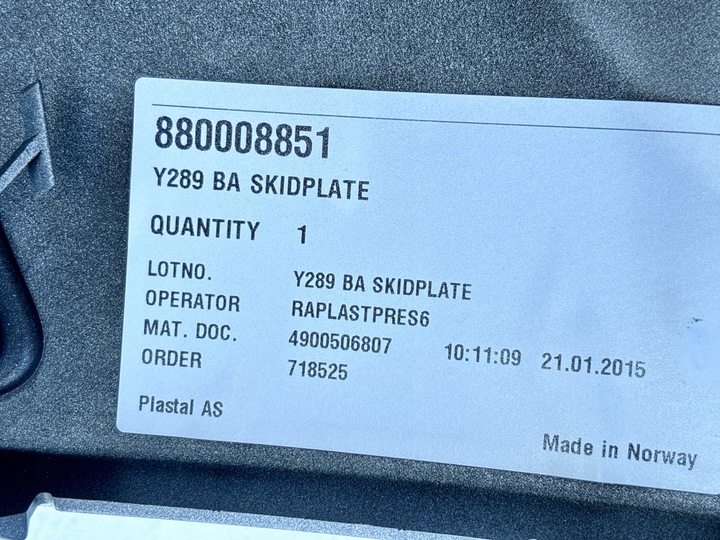 880008851
Y289 BA SKIDPLATE
QUANTITY 1
LOTNO. Y289 BA SKIDPLATE
OPERATOR RAPLASTPRES6
MAT. DOC. 4900506807 10:11:09 21.01.2015
ORDER 718525
Plastal AS
Made in Norway